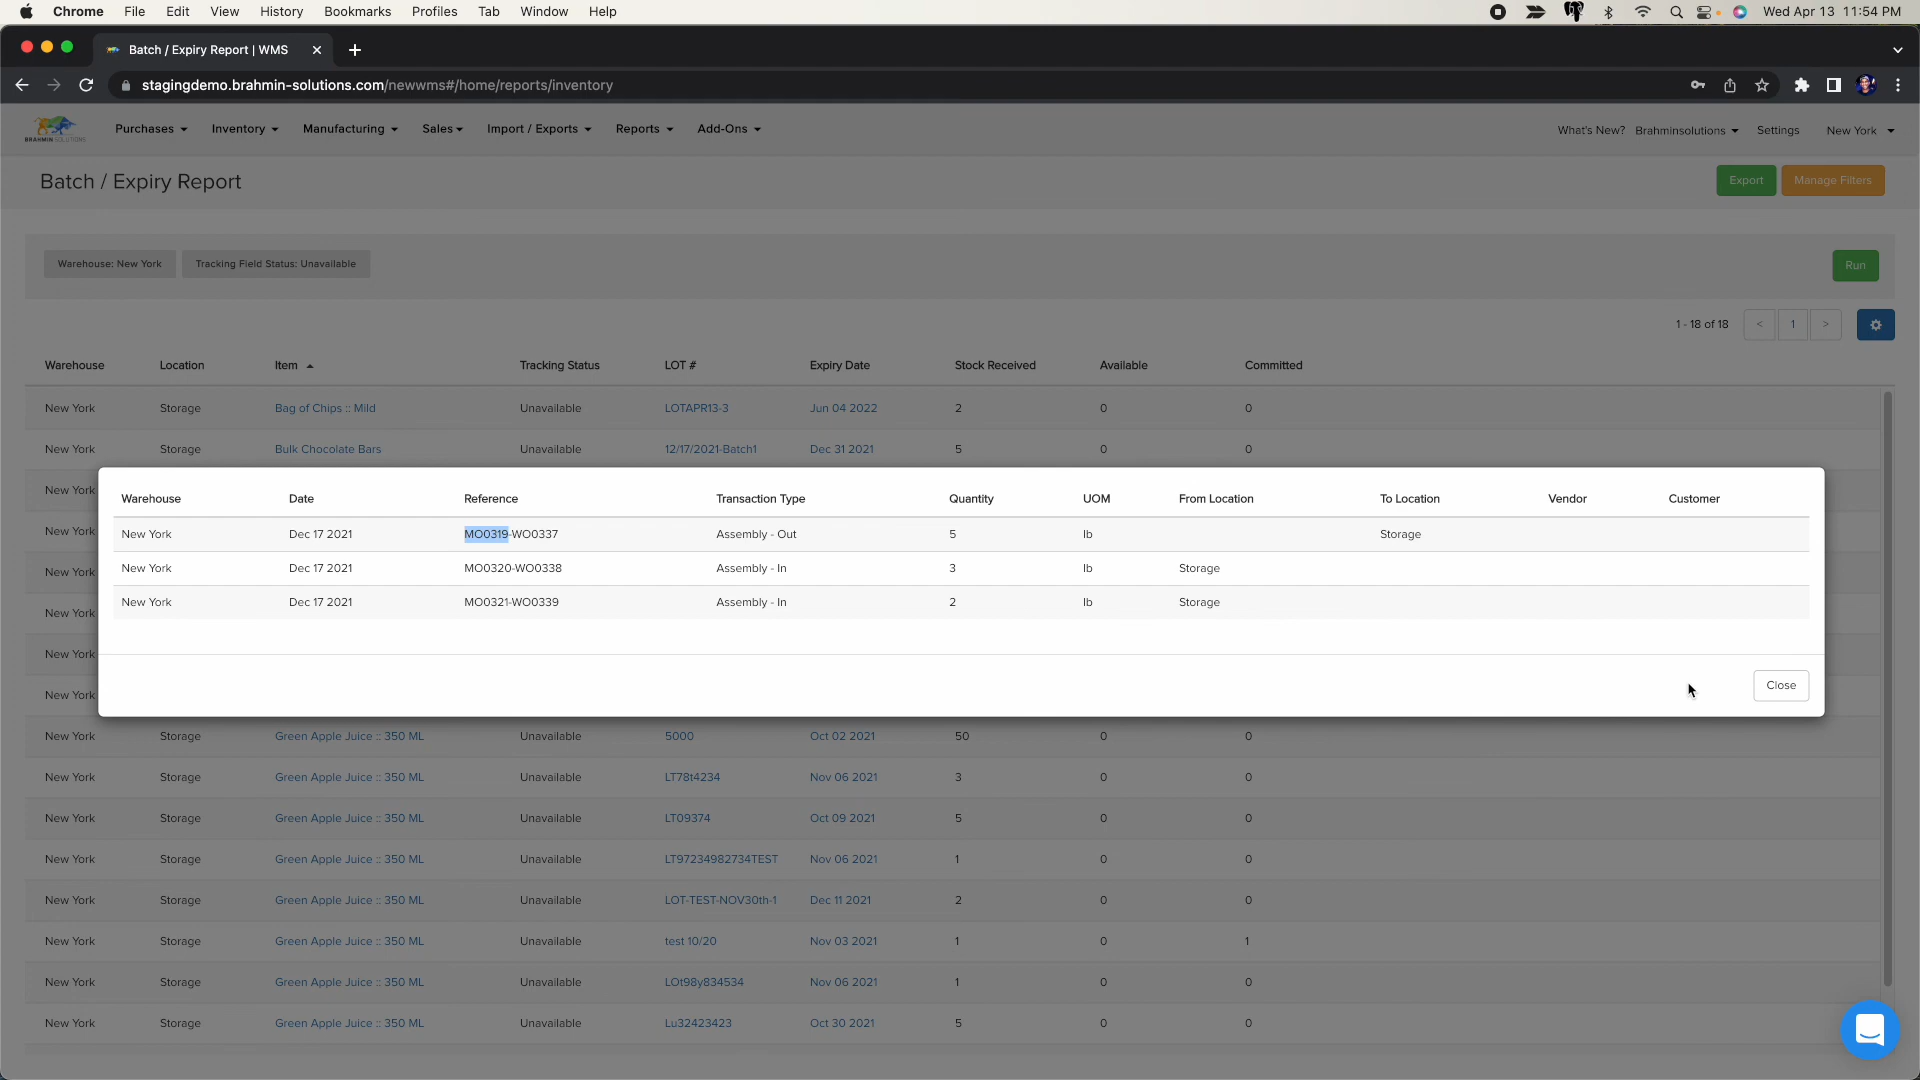 Chrome File Edit View History Bookmarks Profiles Tab Window Help Wed Apr 13 11:54 PM
Batch / Expiry Report | WMS
stagingdemo.brahmin-solutions.com/newwms#/home/reports/inventory
BRAHMIN SOLUTIONS Purchases Inventory Manufacturing Sales Import / Exports Reports Add-Ons What's New? Brahminsolutions Settings New York
Batch / Expiry Report Export Manage Filters
Warehouse: New York Tracking Field Status: Unavailable Run
1 - 18 of 18 < 1 >
Warehouse Location Item Tracking Status LOT # Expiry Date Stock Received Available Committed
New York Storage Bag of Chips :: Mild Unavailable LOTAPR13-3 Jun 04 2022 2 0 0
New York Storage Bulk Chocolate Bars Unavailable 12/17/2021-Batch1 Dec 31 2021 5 0 0
New York
Warehouse Date Reference Transaction Type Quantity UOM From Location To Location Vendor Customer
New York
New York Dec 17 2021 MO0319-WO0337 Assembly - Out 5 lb Storage
New York
New York Dec 17 2021 MO0320-WO0338 Assembly - In 3 lb Storage
New York
New York Dec 17 2021 MO0321-WO0339 Assembly - In 2 lb Storage
New York
New York
Close
New York Storage Green Apple Juice :: 350 ML Unavailable 5000 Oct 02 2021 50 0 0
New York Storage Green Apple Juice :: 350 ML Unavailable LT78t4234 Nov 06 2021 3 0 0
New York Storage Green Apple Juice :: 350 ML Unavailable LT09374 Oct 09 2021 5 0 0
New York Storage Green Apple Juice :: 350 ML Unavailable LT97234982734TEST Nov 06 2021 1 0 0
New York Storage Green Apple Juice :: 350 ML Unavailable LOT-TEST-NOV30th-1 Dec 11 2021 2 0 0
New York Storage Green Apple Juice :: 350 ML Unavailable test 10/20 Nov 03 2021 1 0 1
New York Storage Green Apple Juice :: 350 ML Unavailable LOt98y834534 Nov 06 2021 1 0 0
New York Storage Green Apple Juice :: 350 ML Unavailable Lu32423423 Oct 30 2021 5 0 0